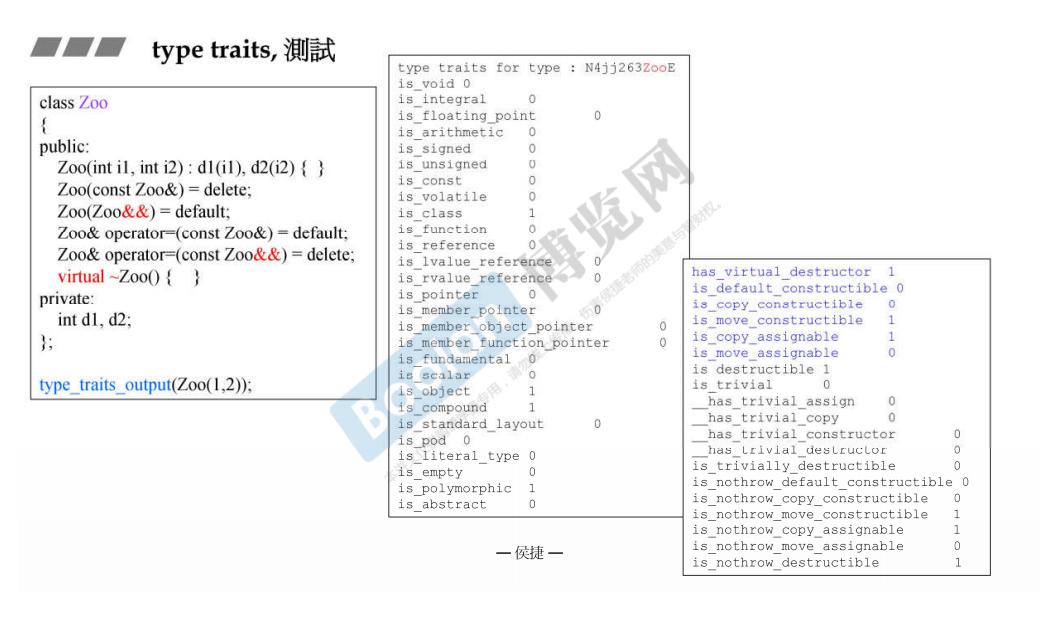 type traits, 測試
class Zoo
{
public:
Zoo(int i1, int i2) : d1(i1), d2(i2) { }
Zoo(const Zoo&) = delete;
Zoo(Zoo&&) = default;
Zoo& operator=(const Zoo&) = default;
Zoo& operator=(const Zoo&&) = delete;
virtual ~Zoo() { }
private:
int d1, d2;
};
type_traits_output(Zoo(1,2));
type traits for type : N4jj263ZooE
is_void 0
is_integral 0
is_floating_point 0
is_arithmetic 0
is_signed 0
is_unsigned 0
is_const 0
is_volatile 0
is_class 1
is_function 0
is_reference 0
is_lvalue_reference 0
is_rvalue_reference 0
is_pointer 0
is_member_pointer 0
is_member_object_pointer 0
is_member_function_pointer 0
is_fundamental 0
is_scalar 0
is_object 1
is_compound 1
is_standard_layout 0
is_pod 0
is_literal_type 0
is_empty 0
is_polymorphic 1
is_abstract 0
has_virtual_destructor 1
is_default_constructible 0
is_copy_constructible 0
is_move_constructible 1
is_copy_assignable 1
is_move_assignable 0
is_destructible 1
is_trivial 0
__has_trivial_assign 0
__has_trivial_copy 0
__has_trivial_constructor 0
__has_trivial_destructor 0
is_trivially_destructible 0
is_nothrow_default_constructible 0
is_nothrow_copy_constructible 0
is_nothrow_move_constructible 1
is_nothrow_copy_assignable 1
is_nothrow_move_assignable 0
is_nothrow_destructible 1
— 侯捷 —
Boolan
博览网